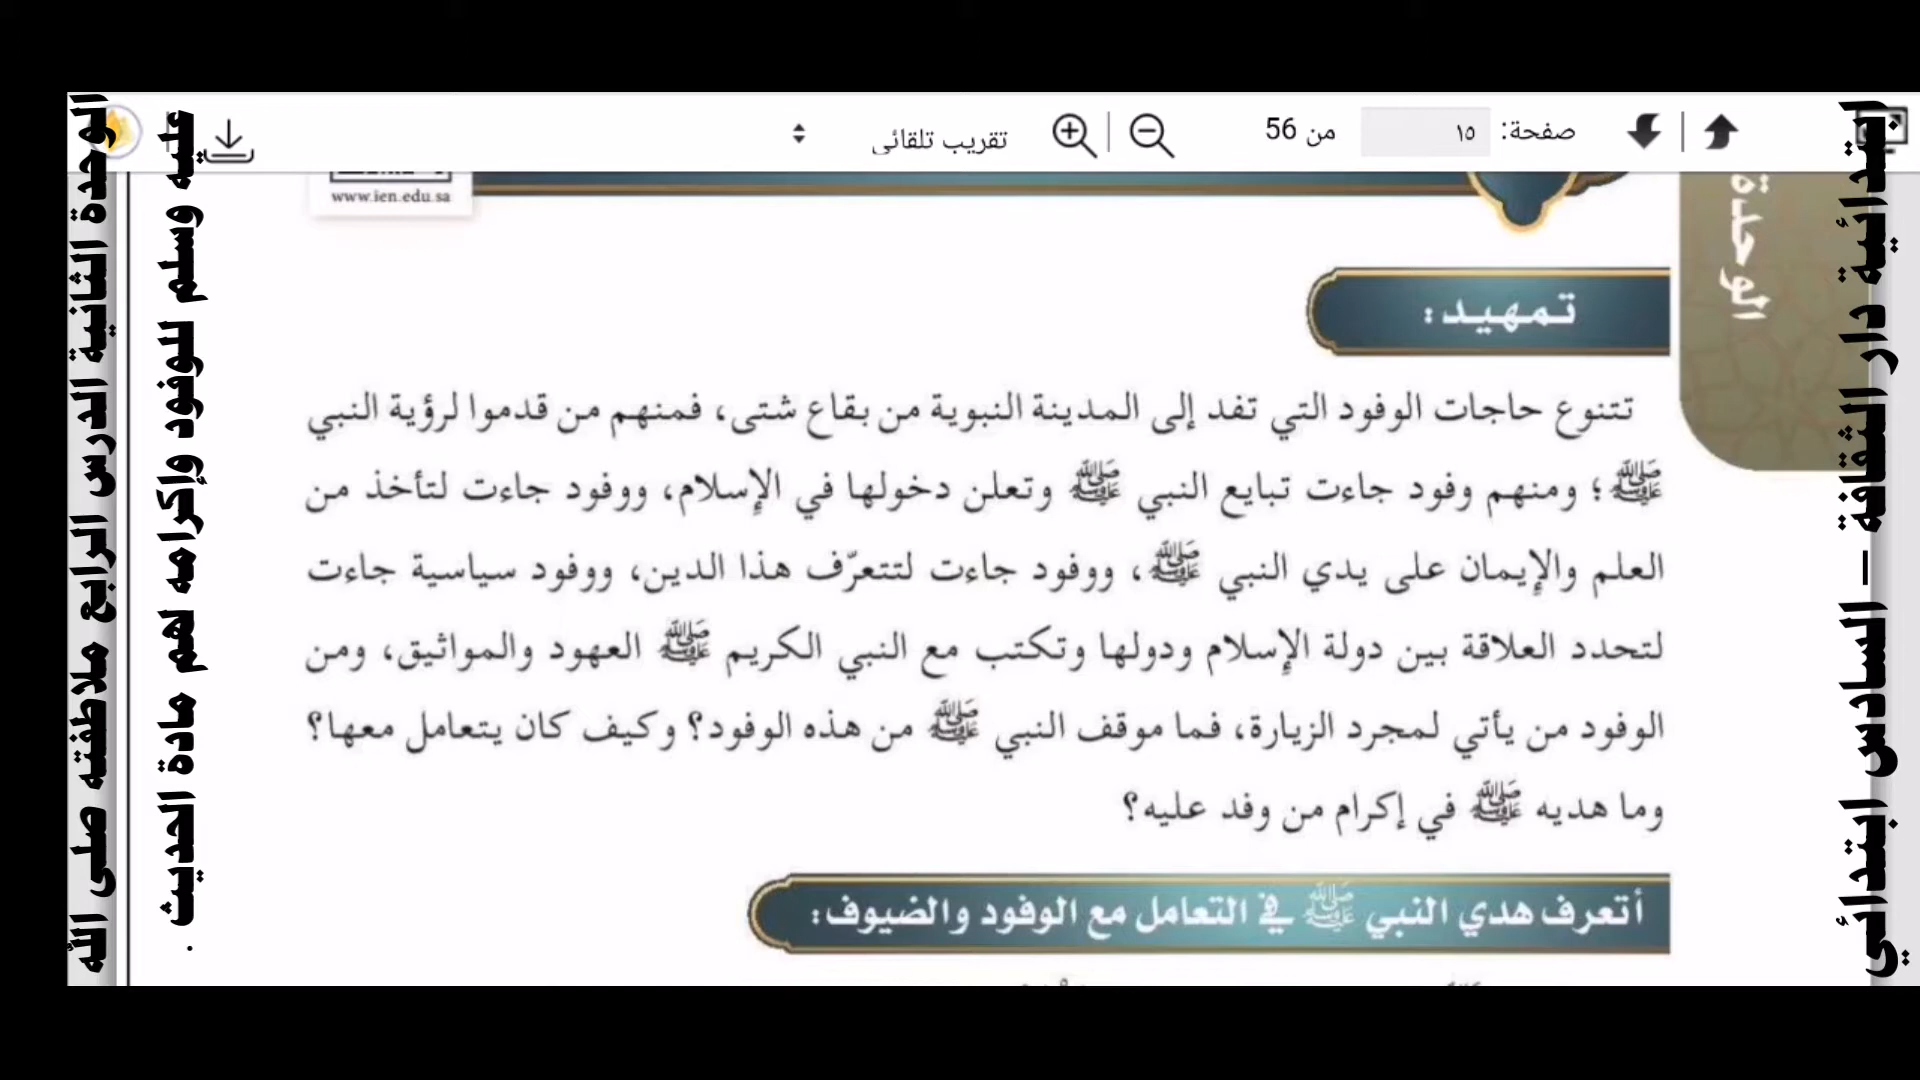 صفحة: ١٥ من 56 تقريب تلقائي
www.ien.edu.sa
الوحدة
تمهيد:
تتنوع حاجات الوفود التي تفد إلى المدينة النبوية من بقاع شتى، فمنهم من قدموا لرؤية النبي
ﷺ؛ ومنهم وفود جاءت تبايع النبي ﷺ وتعلن دخولها في الإسلام، ووفود جاءت لتأخذ من
العلم والإيمان على يدي النبي ﷺ، ووفود جاءت لتتعرّف هذا الدين، ووفود سياسية جاءت
لتحدد العلاقة بين دولة الإسلام ودولها وتكتب مع النبي الكريم ﷺ العهود والمواثيق، ومن
الوفود من يأتي لمجرد الزيارة، فما موقف النبي ﷺ من هذه الوفود؟ وكيف كان يتعامل معها؟
وما هديه ﷺ في إكرام من وفد عليه؟
أتعرف هدي النبي ﷺ في التعامل مع الوفود والضيوف:
ابتدائية دار الثقافة – السادس ابتدائي
الوحدة الثانية الدرس الرابع ملاطفته صلى الله
عليه وسلم للوفود وإكرامه لهم مادة الحديث .